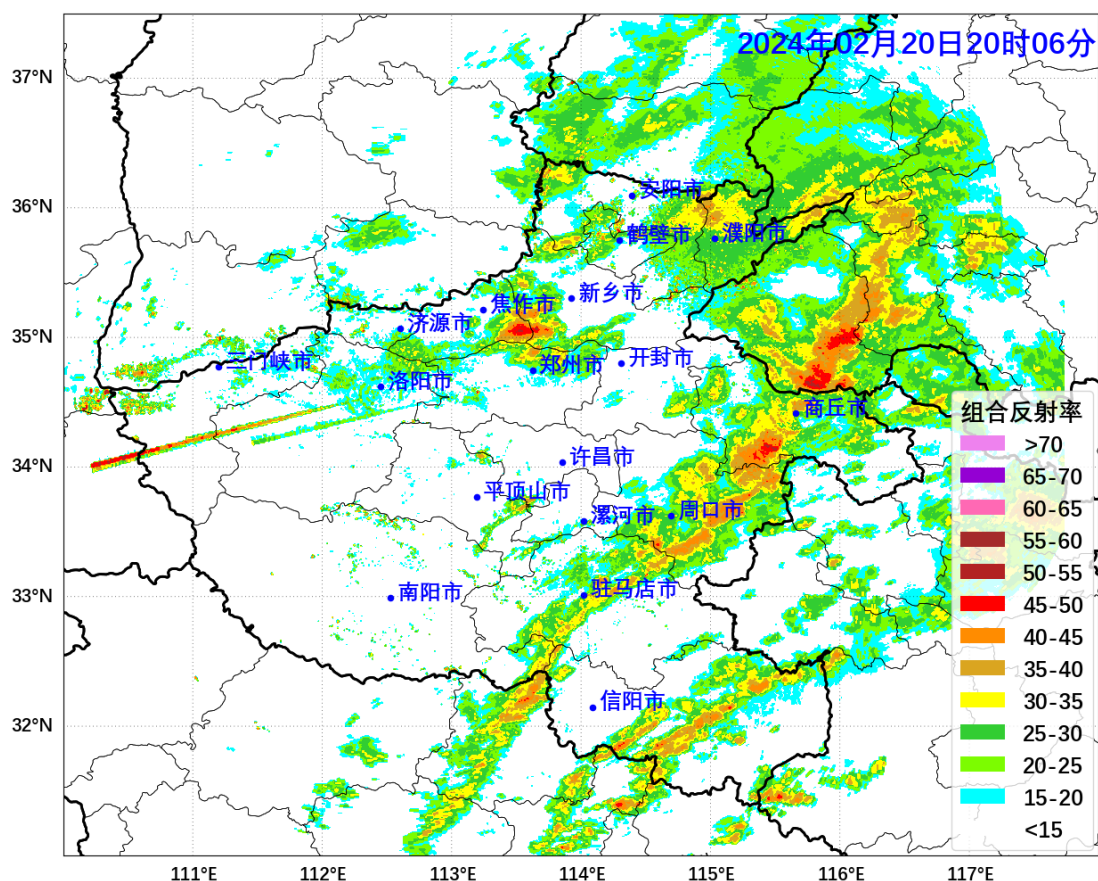 2024年02月20日20时06分
37°N
36°N
安阳市
鹤壁市
濮阳市
新乡市
焦作市
济源市
35°N
三门峡市
郑州市
开封市
洛阳市
商丘市
34°N
许昌市
平顶山市
漯河市
周口市
33°N
南阳市
驻马店市
32°N
信阳市
组合反射率
>70
65-70
60-65
55-60
50-55
45-50
40-45
35-40
30-35
25-30
20-25
15-20
<15
111°E
112°E
113°E
114°E
115°E
116°E
117°E